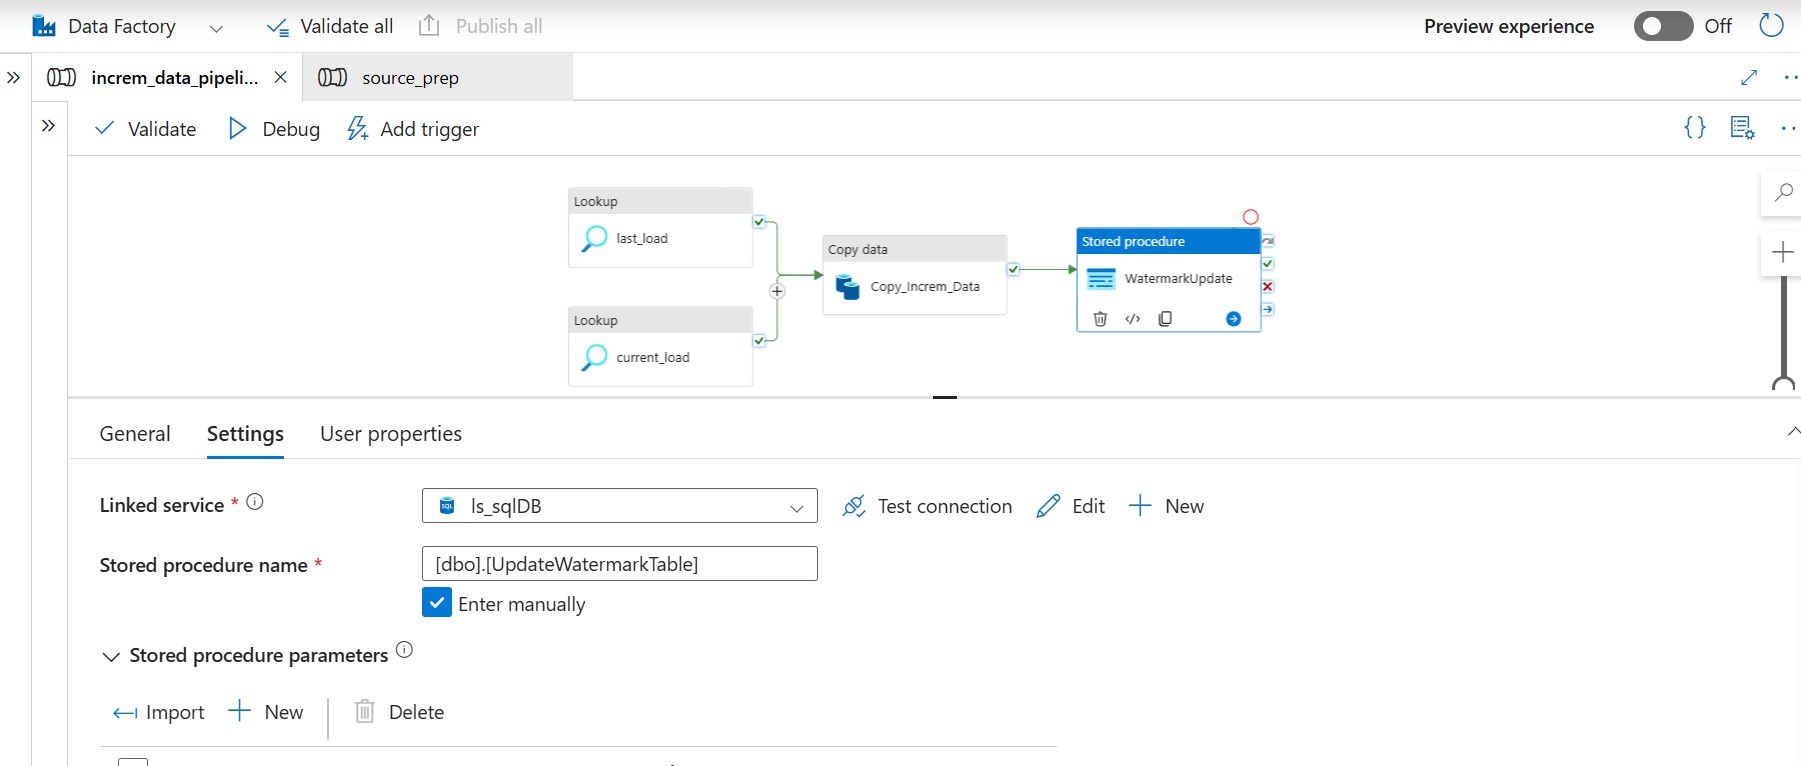 Data Factory Validate all Publish all Preview experience Off
increm_data_pipeli... source_prep
Validate Debug Add trigger
Lookup
last_load
Lookup
current_load
Copy data
Copy_Increm_Data
Stored procedure
WatermarkUpdate
General Settings User properties
Linked service * ls_sqlDB Test connection Edit New
Stored procedure name * [dbo].[UpdateWatermarkTable]
Enter manually
Stored procedure parameters
Import New Delete